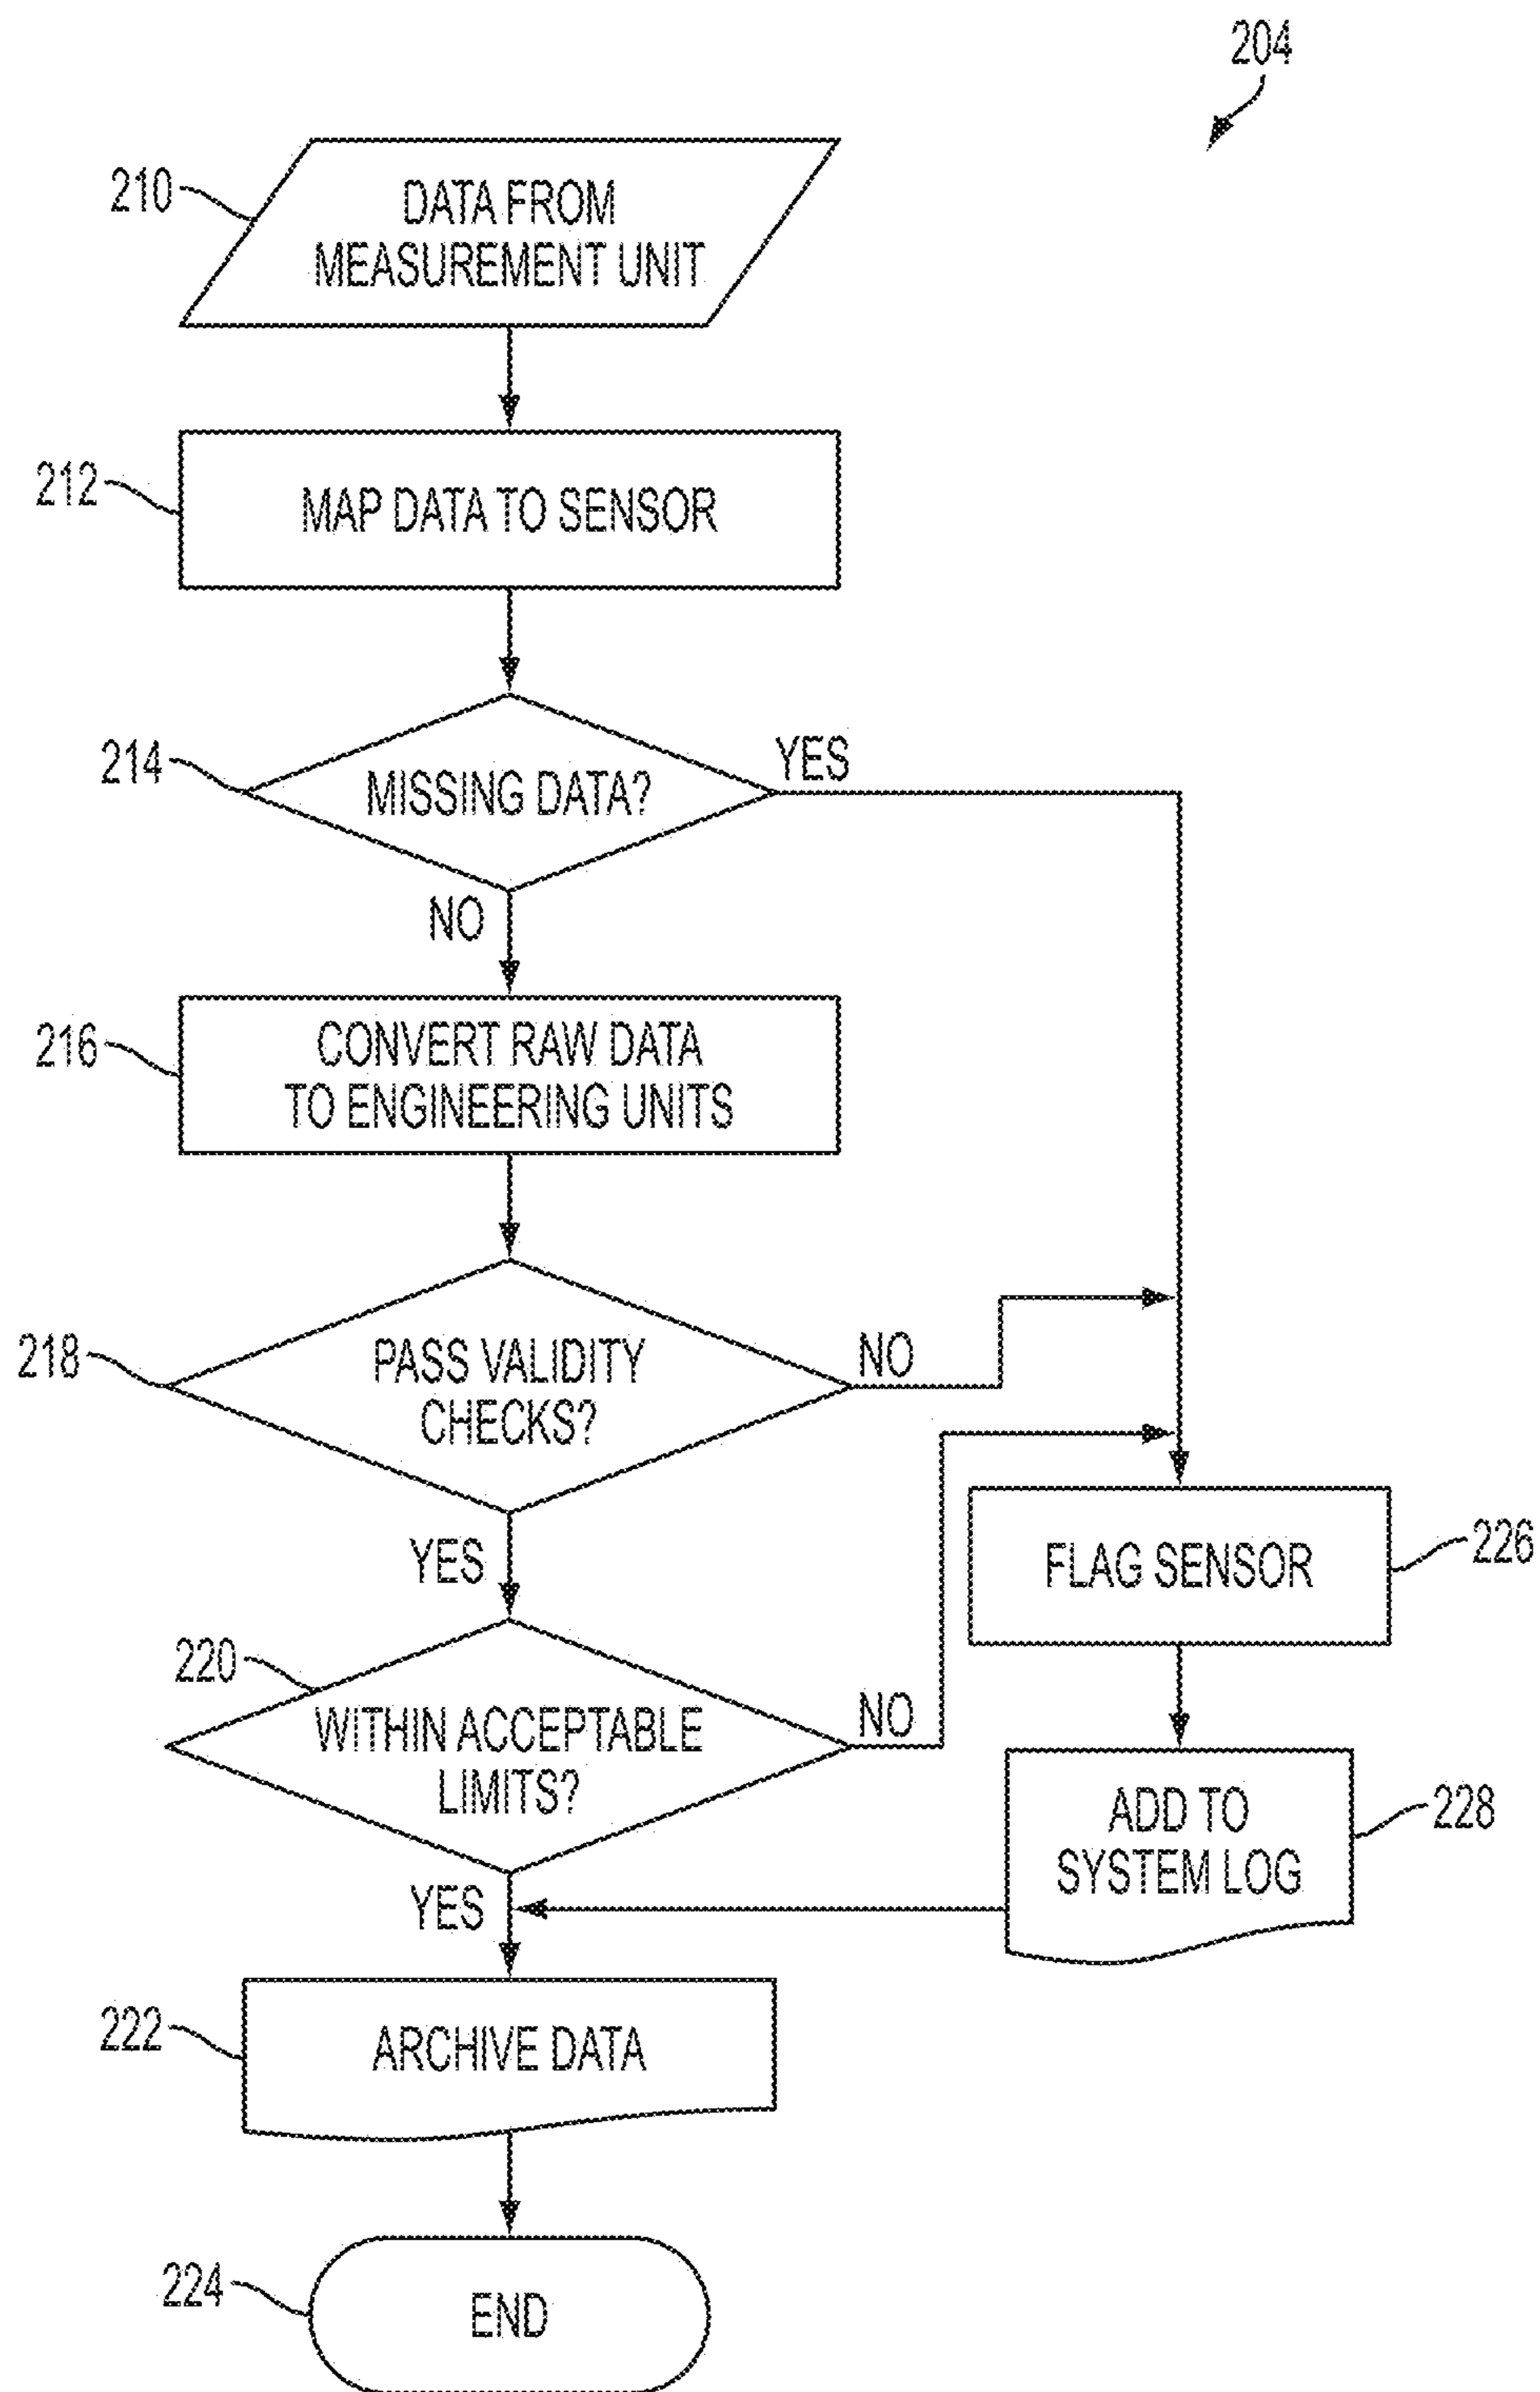 204
210
DATA FROM
MEASUREMENT UNIT
212
MAP DATA TO SENSOR
214
MISSING DATA?
YES
NO
216
CONVERT RAW DATA
TO ENGINEERING UNITS
218
PASS VALIDITY
CHECKS?
NO
YES
FLAG SENSOR
226
220
WITHIN ACCEPTABLE
LIMITS?
NO
ADD TO
SYSTEM LOG
228
YES
222
ARCHIVE DATA
224
END